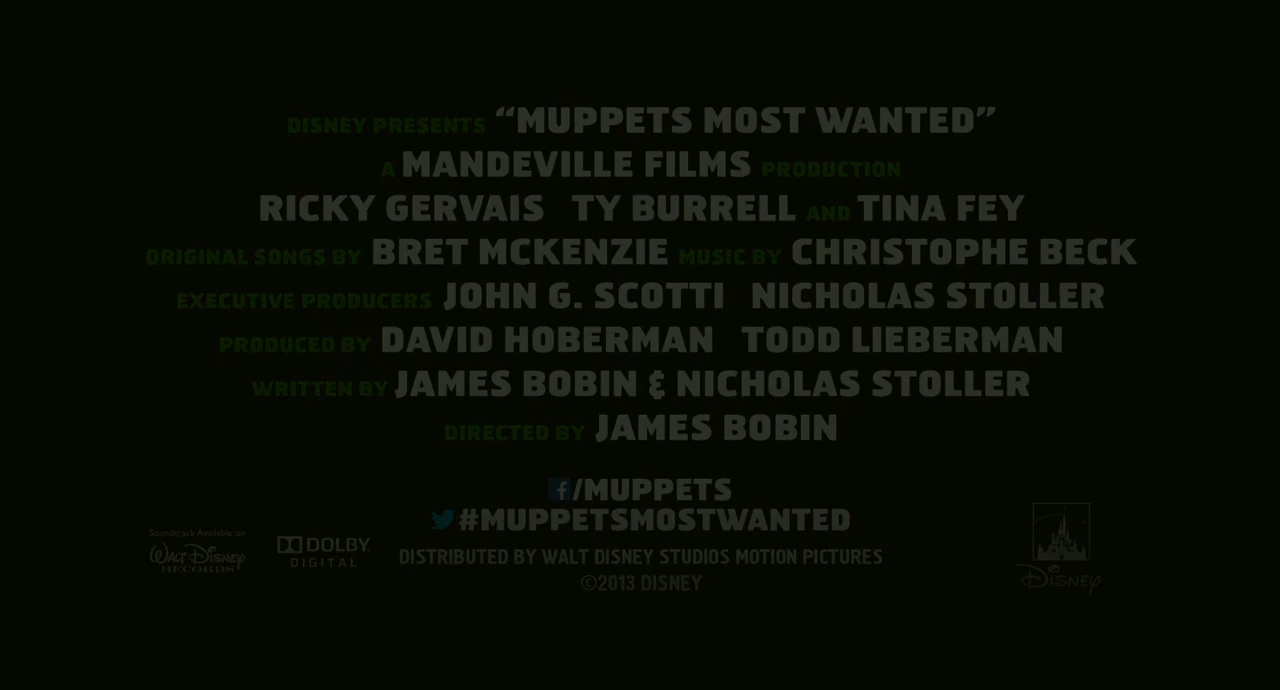 DISNEY PRESENTS “MUPPETS MOST WANTED”
A MANDEVILLE FILMS PRODUCTION
RICKY GERVAIS TY BURRELL AND TINA FEY
ORIGINAL SONGS BY BRET MCKENZIE MUSIC BY CHRISTOPHE BECK
EXECUTIVE PRODUCERS JOHN G. SCOTTI NICHOLAS STOLLER
PRODUCED BY DAVID HOBERMAN TODD LIEBERMAN
WRITTEN BY JAMES BOBIN & NICHOLAS STOLLER
DIRECTED BY JAMES BOBIN
f/MUPPETS
#MUPPETSMOSTWANTED
Soundtrack Available on
WALT DISNEY
RECORDS
DOLBY
DIGITAL
DISTRIBUTED BY WALT DISNEY STUDIOS MOTION PICTURES
©2013 DISNEY
DISNEY